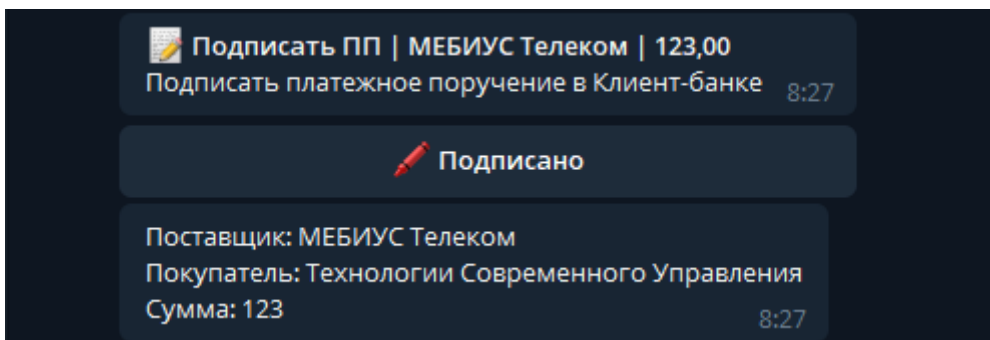 Подписать ПП | МЕБИУС Телеком | 123,00
Подписать платежное поручение в Клиент-банке 8:27
Подписано
Поставщик: МЕБИУС Телеком
Покупатель: Технологии Современного Управления
Сумма: 123 8:27